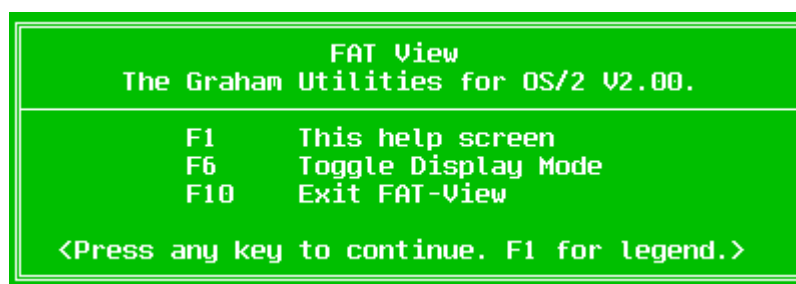 FAT View
The Graham Utilities for OS/2 V2.00.
F1 This help screen
F6 Toggle Display Mode
F10 Exit FAT-View
<Press any key to continue. F1 for legend.>